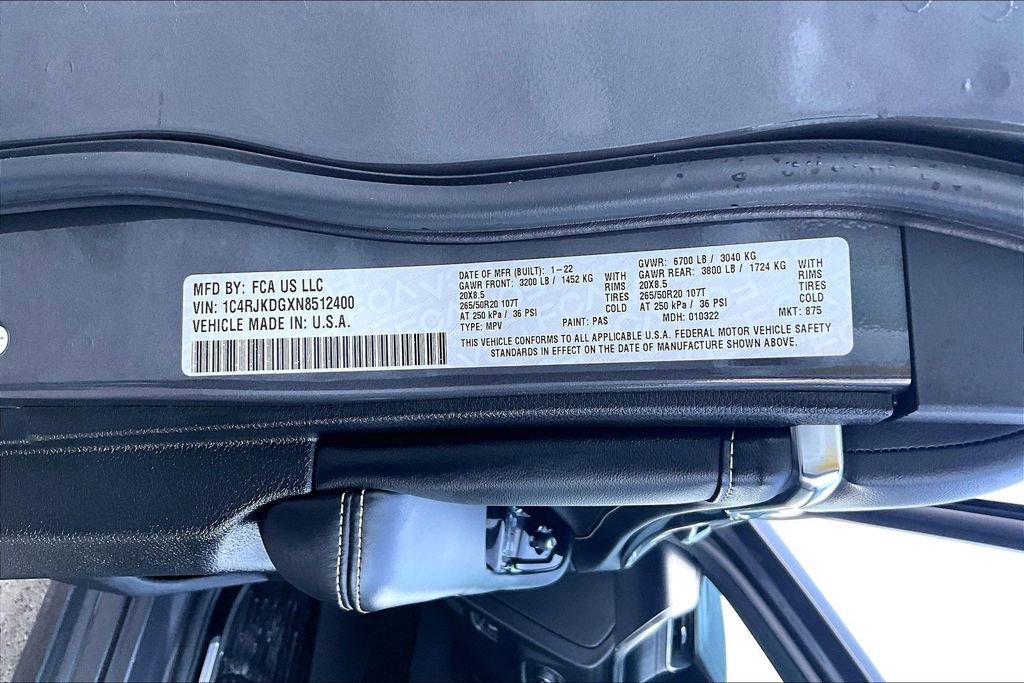 MFD BY: FCA US LLC
VIN: 1C4RJKDGXN8512400
VEHICLE MADE IN: U.S.A.
DATE OF MFR (BUILT): 1-22
GAWR FRONT: 3200 LB / 1452 KG WITH
20X8.5 RIMS
265/50R20 107T TIRES
AT 250 kPa / 36 PSI COLD
TYPE: MPV PAINT: PAS
GVWR: 6700 LB / 3040 KG
GAWR REAR: 3800 LB / 1724 KG WITH
20X8.5 RIMS
265/50R20 107T TIRES
AT 250 kPa / 36 PSI COLD
MDH: 010322 MKT: 875
THIS VEHICLE CONFORMS TO ALL APPLICABLE U.S.A. FEDERAL MOTOR VEHICLE SAFETY
STANDARDS IN EFFECT ON THE DATE OF MANUFACTURE SHOWN ABOVE.